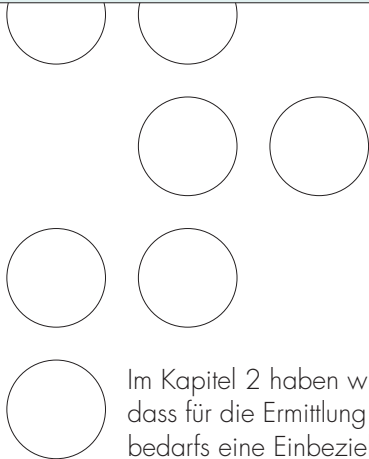 Im Kapitel 2 haben w
dass für die Ermittlung
bedarfs eine Einbezie